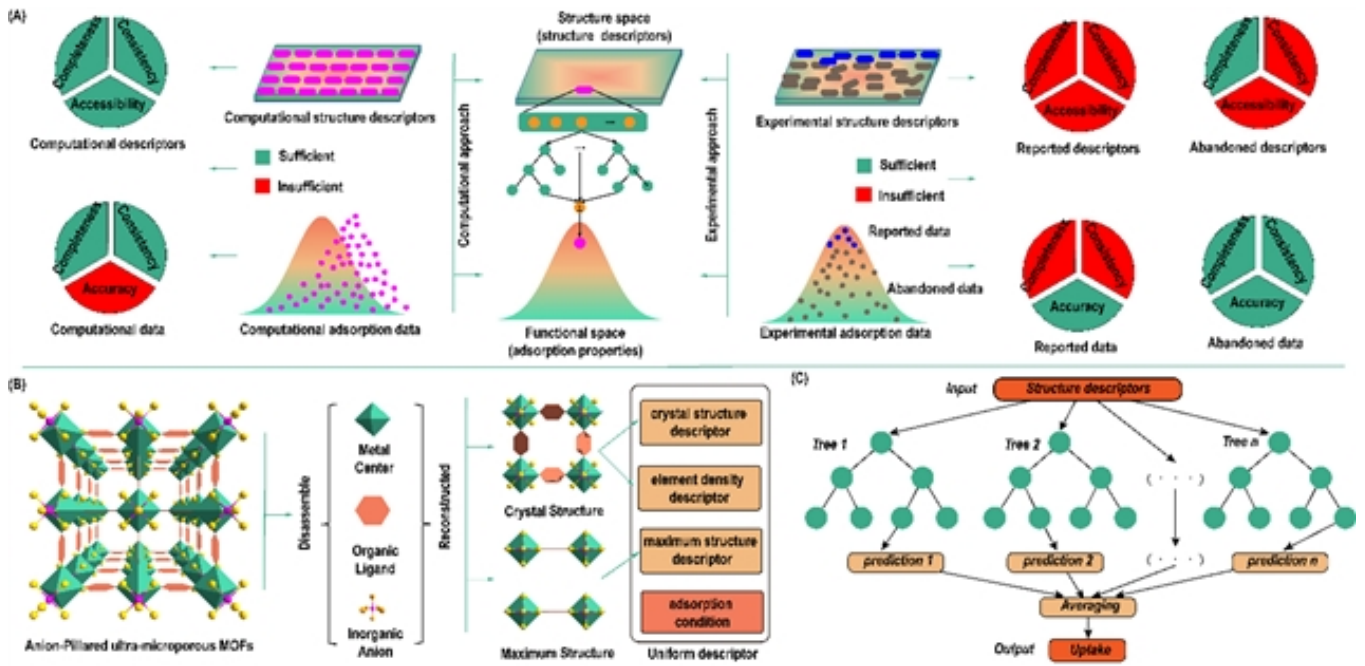 (A)
Completeness
Consistency
Accessibility
Computational descriptors
Completeness
Consistency
Accuracy
Computational data
Computational structure descriptors
Sufficient
Insufficient
Computational adsorption data
Computational approach
Structure space
(structure descriptors)
Functional space
(adsorption properties)
Experimental approach
Experimental structure descriptors
Sufficient
Insufficient
Reported data
Abandoned data
Experimental adsorption data
Completeness
Consistency
Accessibility
Reported descriptors
Completeness
Consistency
Accessibility
Abandoned descriptors
Completeness
Consistency
Accuracy
Reported data
Completeness
Consistency
Accuracy
Abandoned data
(B)
Anion-Pillared ultra-microporous MOFs
Disassemble
Metal
Center
Organic
Ligand
Inorganic
Anion
Reconstructed
Crystal Structure
Maximum Structure
crystal structure
descriptor
element density
descriptor
maximum structure
descriptor
adsorption
condition
Uniform descriptor
(C)
Input
Structure descriptors
Tree 1
Tree 2
Tree n
( · · · )
prediction 1
prediction 2
( · · · )
prediction n
Averaging
Output
Uptake